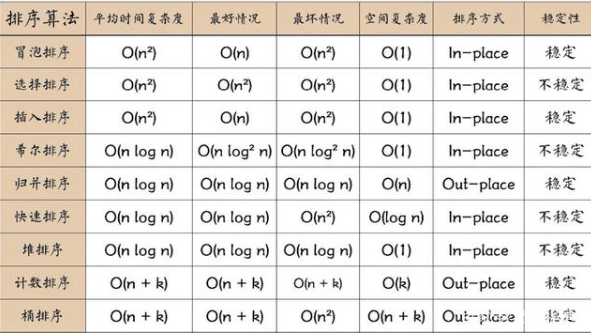 排序算法 平均时间复杂度 最好情况 最坏情况 空间复杂度 排序方式 稳定性
冒泡排序 O(n²) O(n) O(n²) O(1) In-place 稳定
选择排序 O(n²) O(n²) O(n²) O(1) In-place 不稳定
插入排序 O(n²) O(n) O(n²) O(1) In-place 稳定
希尔排序 O(n log n) O(n log² n) O(n log² n) O(1) In-place 不稳定
归并排序 O(n log n) O(n log n) O(n log n) O(n) Out-place 稳定
快速排序 O(n log n) O(n log n) O(n²) O(log n) In-place 不稳定
堆排序 O(n log n) O(n log n) O(n log n) O(1) In-place 不稳定
计数排序 O(n + k) O(n + k) O(n + k) O(k) Out-place 稳定
桶排序 O(n + k) O(n + k) O(n²) O(n + k) Out-place 稳定